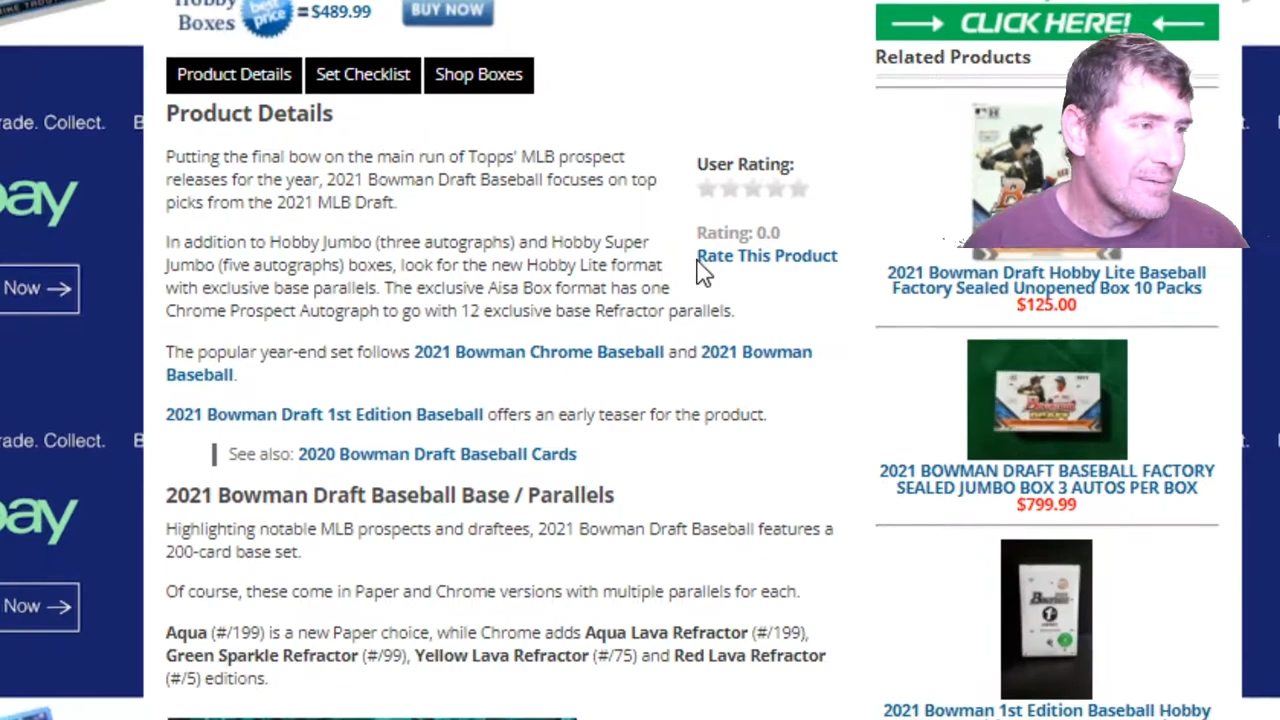 Hobby
Boxes
best
price
= $489.99
BUY NOW
CLICK HERE!
Related Products
Product Details
Set Checklist
Shop Boxes
Product Details
Putting the final bow on the main run of Topps' MLB prospect
releases for the year, 2021 Bowman Draft Baseball focuses on top
picks from the 2021 MLB Draft.
User Rating:
Rating: 0.0
Rate This Product
In addition to Hobby Jumbo (three autographs) and Hobby Super
Jumbo (five autographs) boxes, look for the new Hobby Lite format
with exclusive base parallels. The exclusive Aisa Box format has one
Chrome Prospect Autograph to go with 12 exclusive base Refractor parallels.
The popular year-end set follows 2021 Bowman Chrome Baseball and 2021 Bowman
Baseball.
2021 Bowman Draft 1st Edition Baseball offers an early teaser for the product.
See also: 2020 Bowman Draft Baseball Cards
2021 Bowman Draft Baseball Base / Parallels
Highlighting notable MLB prospects and draftees, 2021 Bowman Draft Baseball features a
200-card base set.
Of course, these come in Paper and Chrome versions with multiple parallels for each.
Aqua (#/199) is a new Paper choice, while Chrome adds Aqua Lava Refractor (#/199),
Green Sparkle Refractor (#/99), Yellow Lava Refractor (#/75) and Red Lava Refractor
(#/5) editions.
2021 Bowman Draft Hobby Lite Baseball
Factory Sealed Unopened Box 10 Packs
$125.00
2021 BOWMAN DRAFT BASEBALL FACTORY
SEALED JUMBO BOX 3 AUTOS PER BOX
$799.99
2021 Bowman 1st Edition Baseball Hobby
rade. Collect.
B
ay
Now →
rade. Collect.
B
ay
Now →